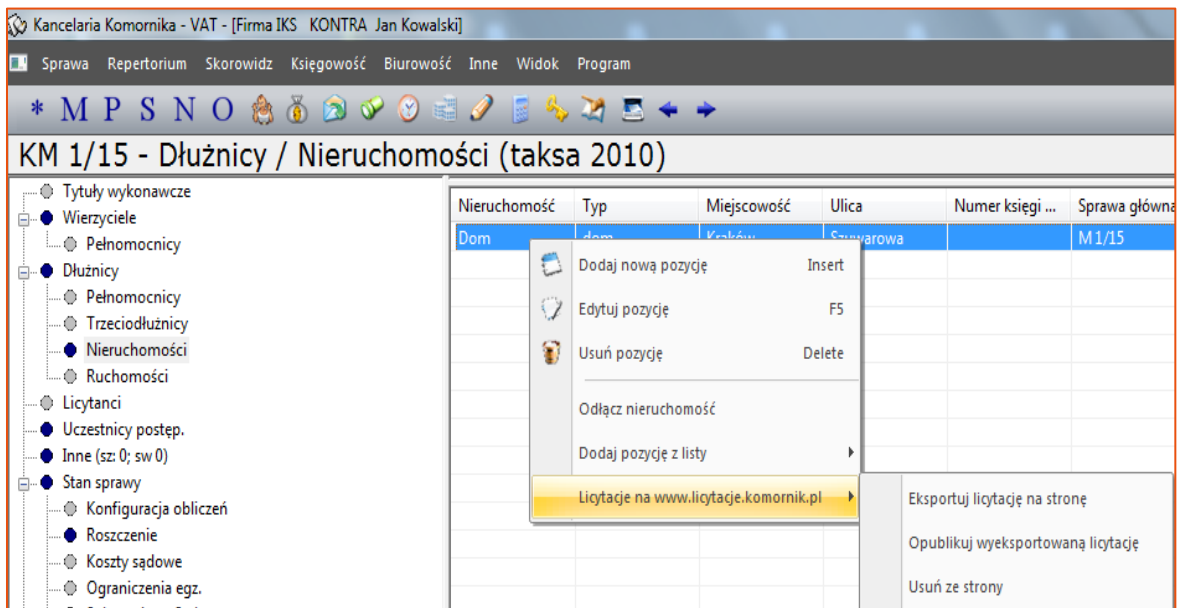 Kancelaria Komornika - VAT - [Firma IKS KONTRA Jan Kowalski]
Sprawa Repertorium Skorowidz Księgowość Biurowość Inne Widok Program
* M P S N O
KM 1/15 - Dłużnicy / Nieruchomości (taksa 2010)
Tytuły wykonawcze
Wierzyciele
Pełnomocnicy
Dłużnicy
Pełnomocnicy
Trzeciodłużnicy
Nieruchomości
Ruchomości
Licytanci
Uczestnicy postęp.
Inne (sz: 0; sw 0)
Stan sprawy
Konfiguracja obliczeń
Roszczenie
Koszty sądowe
Ograniczenia egz.
Nieruchomość Typ Miejscowość Ulica Numer księgi ... Sprawa główna
Dom dom Kraków Szuwarowa M 1/15
Dodaj nową pozycję Insert
Edytuj pozycję F5
Usuń pozycję Delete
Odłącz nieruchomość
Dodaj pozycję z listy
Licytacje na www.licytacje.komornik.pl
Eksportuj licytację na stronę
Opublikuj wyeksportowaną licytację
Usuń ze strony